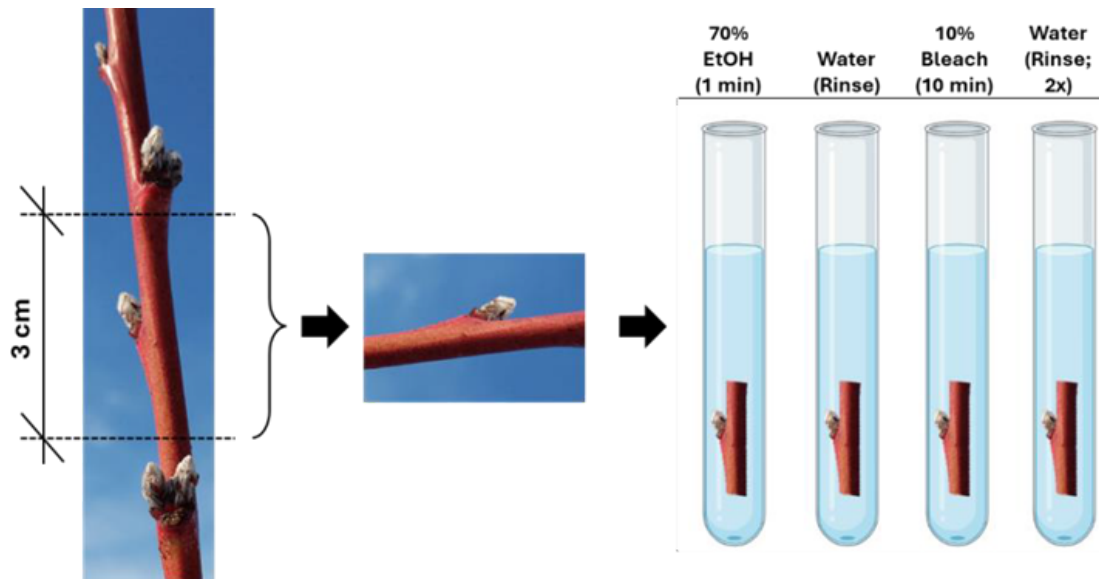 3 cm
70%
EtOH
(1 min)
Water
(Rinse)
10%
Bleach
(10 min)
Water
(Rinse;
2x)